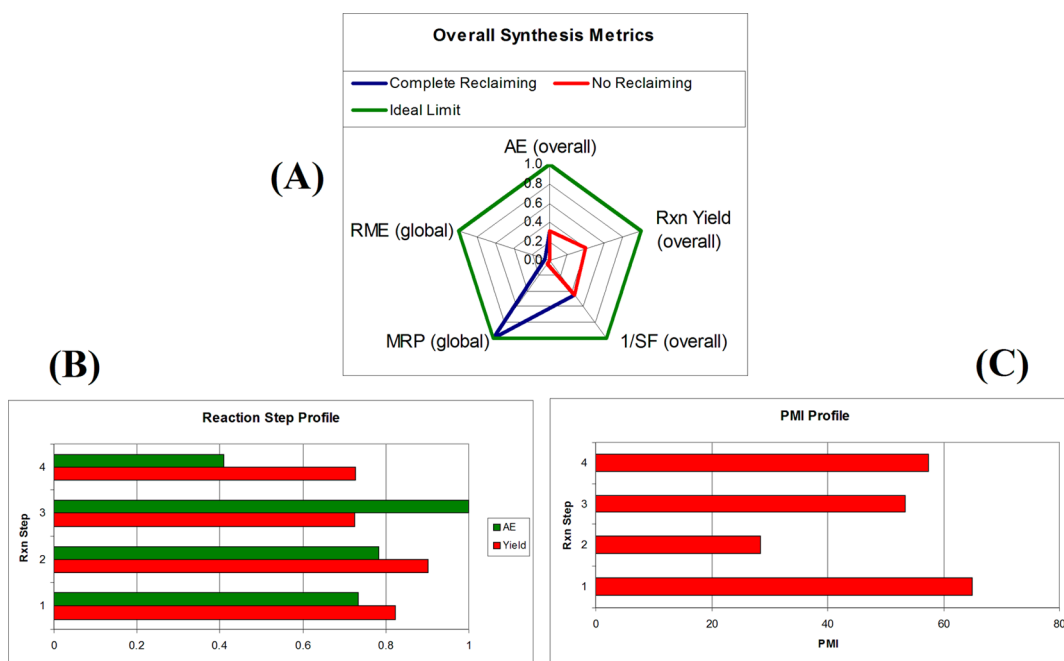 Overall Synthesis Metrics
Complete Reclaiming
No Reclaiming
Ideal Limit
(A)
AE (overall)
1.0
0.8
0.6
0.4
0.2
0.0
Rxn Yield
(overall)
RME (global)
MRP (global)
1/SF (overall)
(B)
(C)
Reaction Step Profile
Rxn Step
4
3
2
1
0
0.2
0.4
0.6
0.8
1
AE
Yield
PMI Profile
Rxn Step
4
3
2
1
0
20
40
60
80
PMI